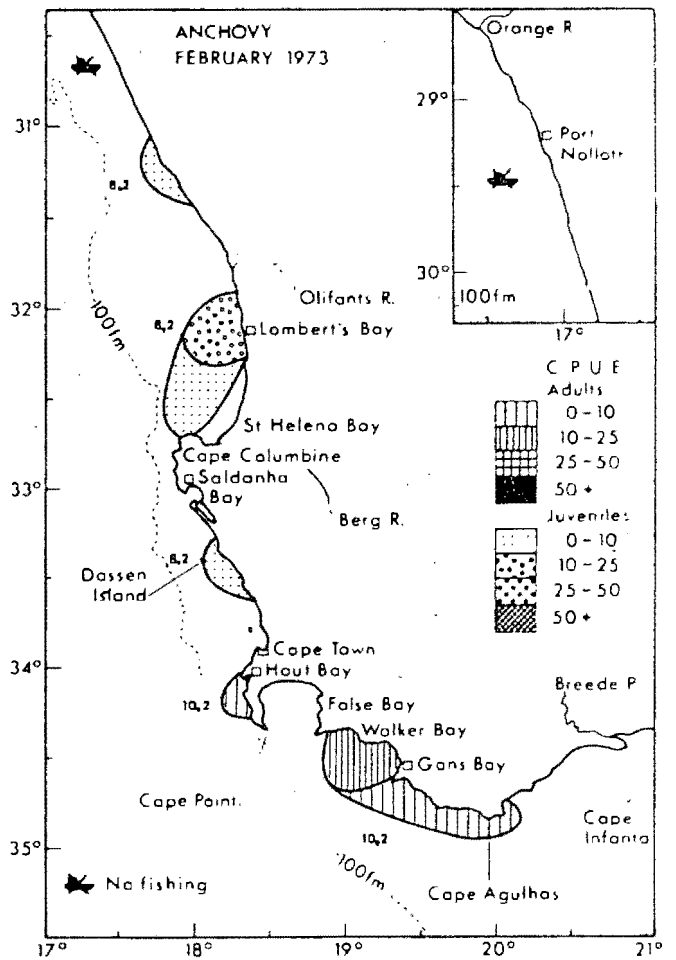 ANCHOVY
FEBRUARY 1973
Orange R
29°
Port
Nolloth
30°
100fm
17°
31°
8,2
32°
100fm
8,2
Olifants R.
Lombert's Bay
C P U E
Adults
0-10
10-25
25-50
50+
Juveniles
0-10
10-25
25-50
50+
St Helena Bay
Cape Calumbine
Saldanha
Bay
33°
Berg R.
8,2
Dassen
Island
Cape Town
34°
Hout Bay
10,2
False Bay
Breede R
Walker Bay
Gans Bay
Cape Point.
Cape
Infanta
10,2
35°
100fm
No fishing
Cape Agulhas
17°
18°
19°
20°
21°